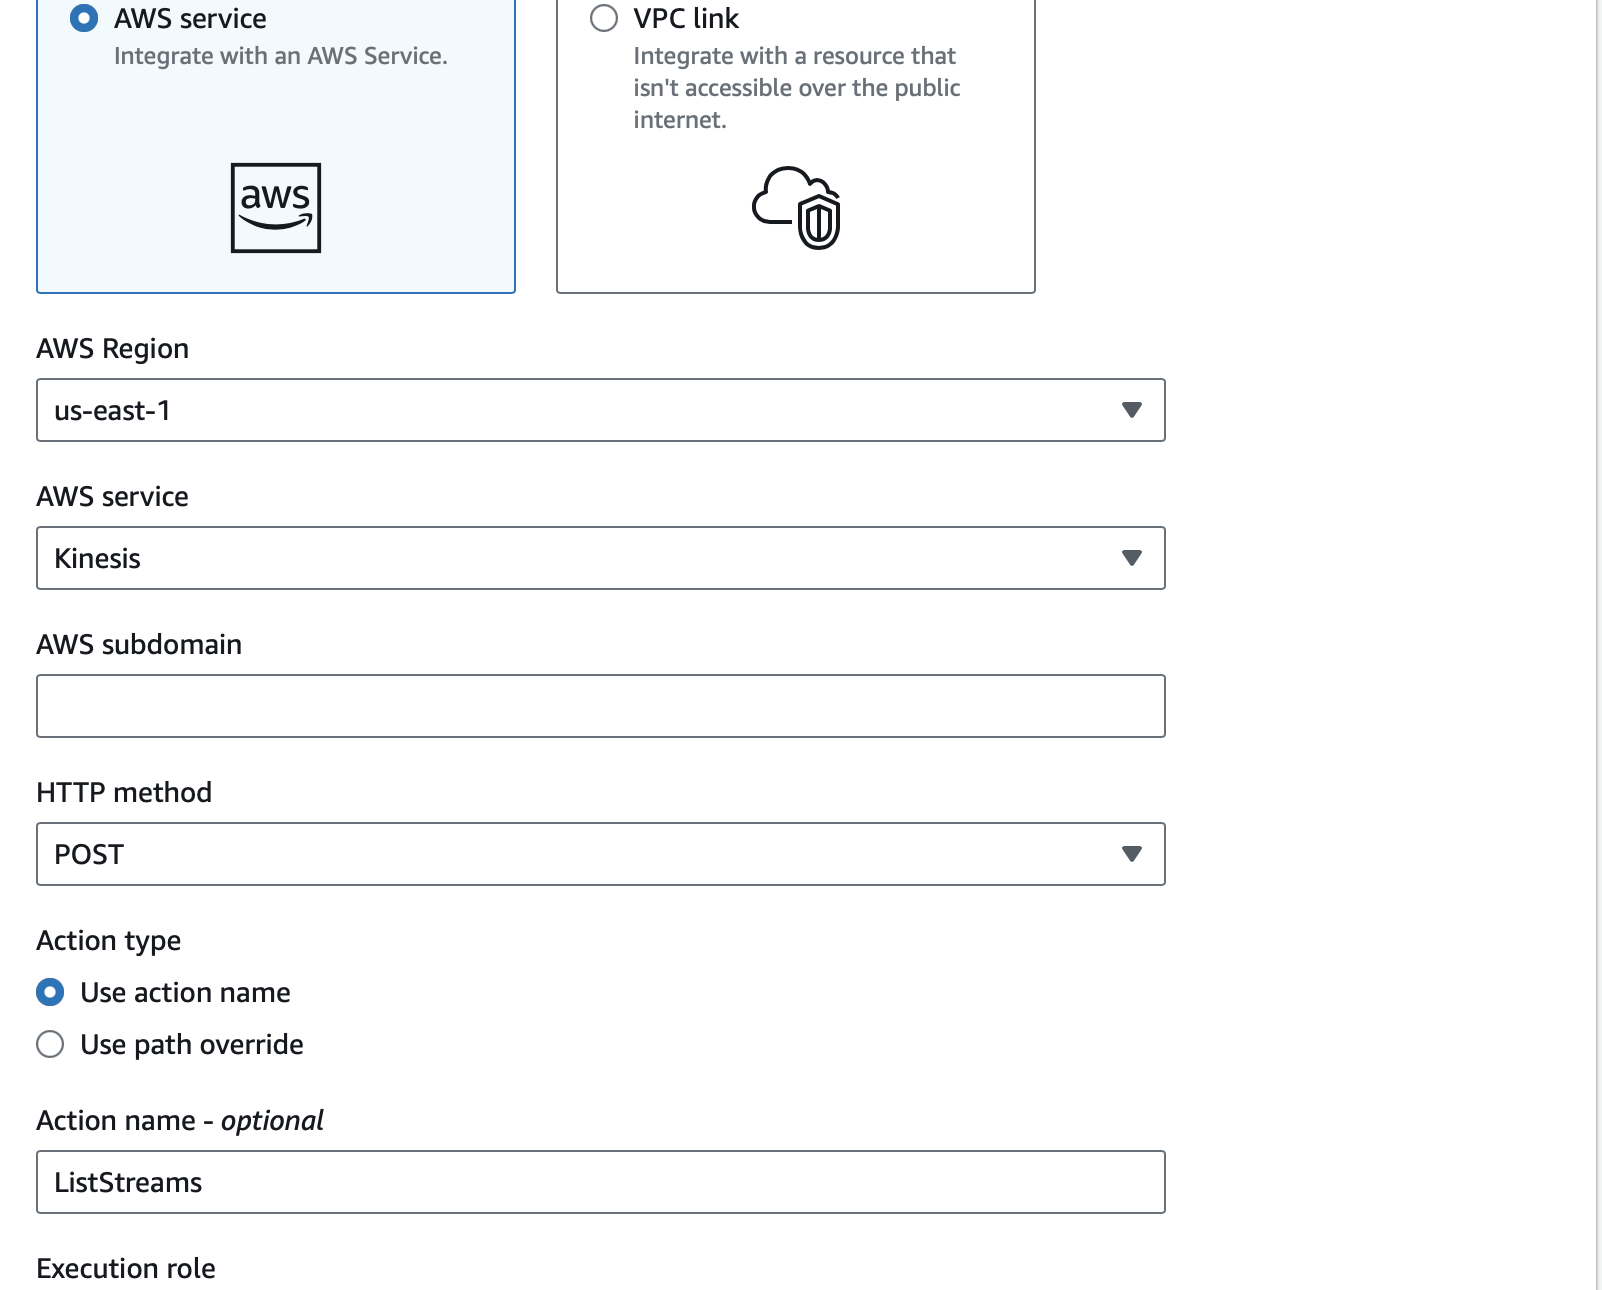 AWS service
Integrate with an AWS Service.
VPC link
Integrate with a resource that
isn't accessible over the public
internet.
aws
AWS Region
us-east-1
AWS service
Kinesis
AWS subdomain
HTTP method
POST
Action type
Use action name
Use path override
Action name - optional
ListStreams
Execution role